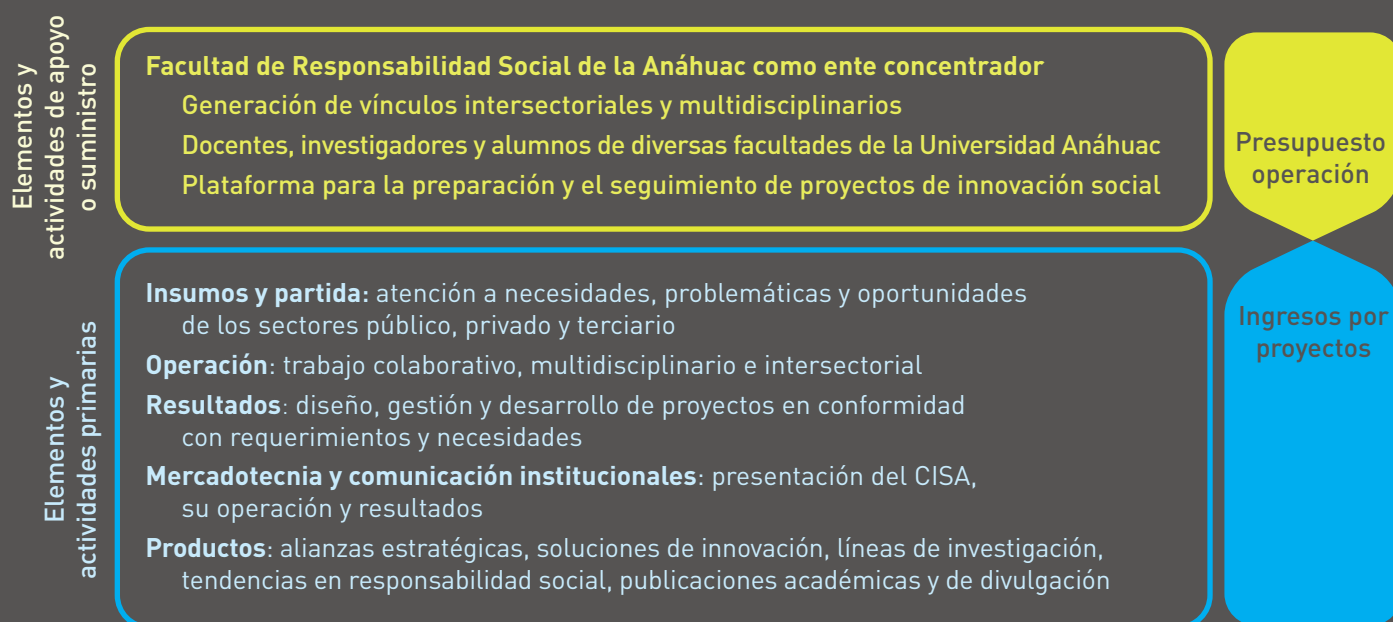 Elementos y
actividades de apoyo
o suministro
Facultad de Responsabilidad Social de la Anáhuac como ente concentrador
Generación de vínculos intersectoriales y multidisciplinarios
Docentes, investigadores y alumnos de diversas facultades de la Universidad Anáhuac
Plataforma para la preparación y el seguimiento de proyectos de innovación social
Presupuesto
operación
Elementos y
actividades primarias
Insumos y partida: atención a necesidades, problemáticas y oportunidades
de los sectores público, privado y terciario
Operación: trabajo colaborativo, multidisciplinario e intersectorial
Resultados: diseño, gestión y desarrollo de proyectos en conformidad
con requerimientos y necesidades
Mercadotecnia y comunicación institucionales: presentación del CISA,
su operación y resultados
Productos: alianzas estratégicas, soluciones de innovación, líneas de investigación,
tendencias en responsabilidad social, publicaciones académicas y de divulgación
Ingresos por
proyectos